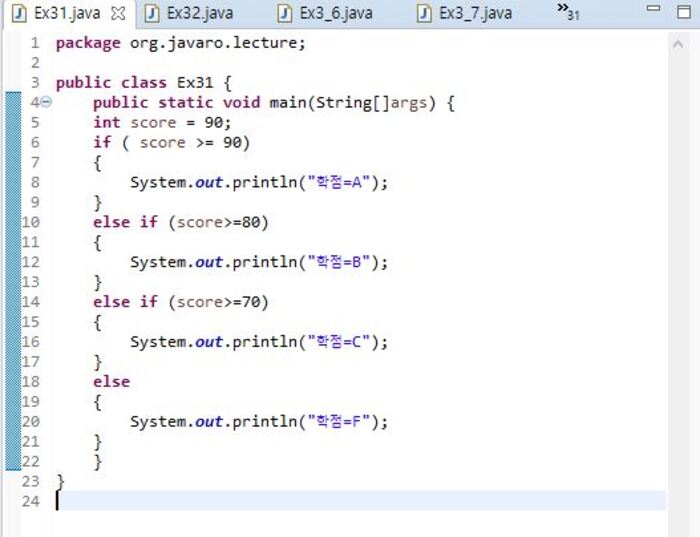 Ex31.java Ex32.java Ex3_6.java Ex3_7.java »31
1 package org.javaro.lecture;
2
3 public class Ex31 {
4 public static void main(String[]args) {
5 int score = 90;
6 if ( score >= 90)
7 {
8 System.out.println("학점=A");
9 }
10 else if (score>=80)
11 {
12 System.out.println("학점=B");
13 }
14 else if (score>=70)
15 {
16 System.out.println("학점=C");
17 }
18 else
19 {
20 System.out.println("학점=F");
21 }
22 }
23 }
24